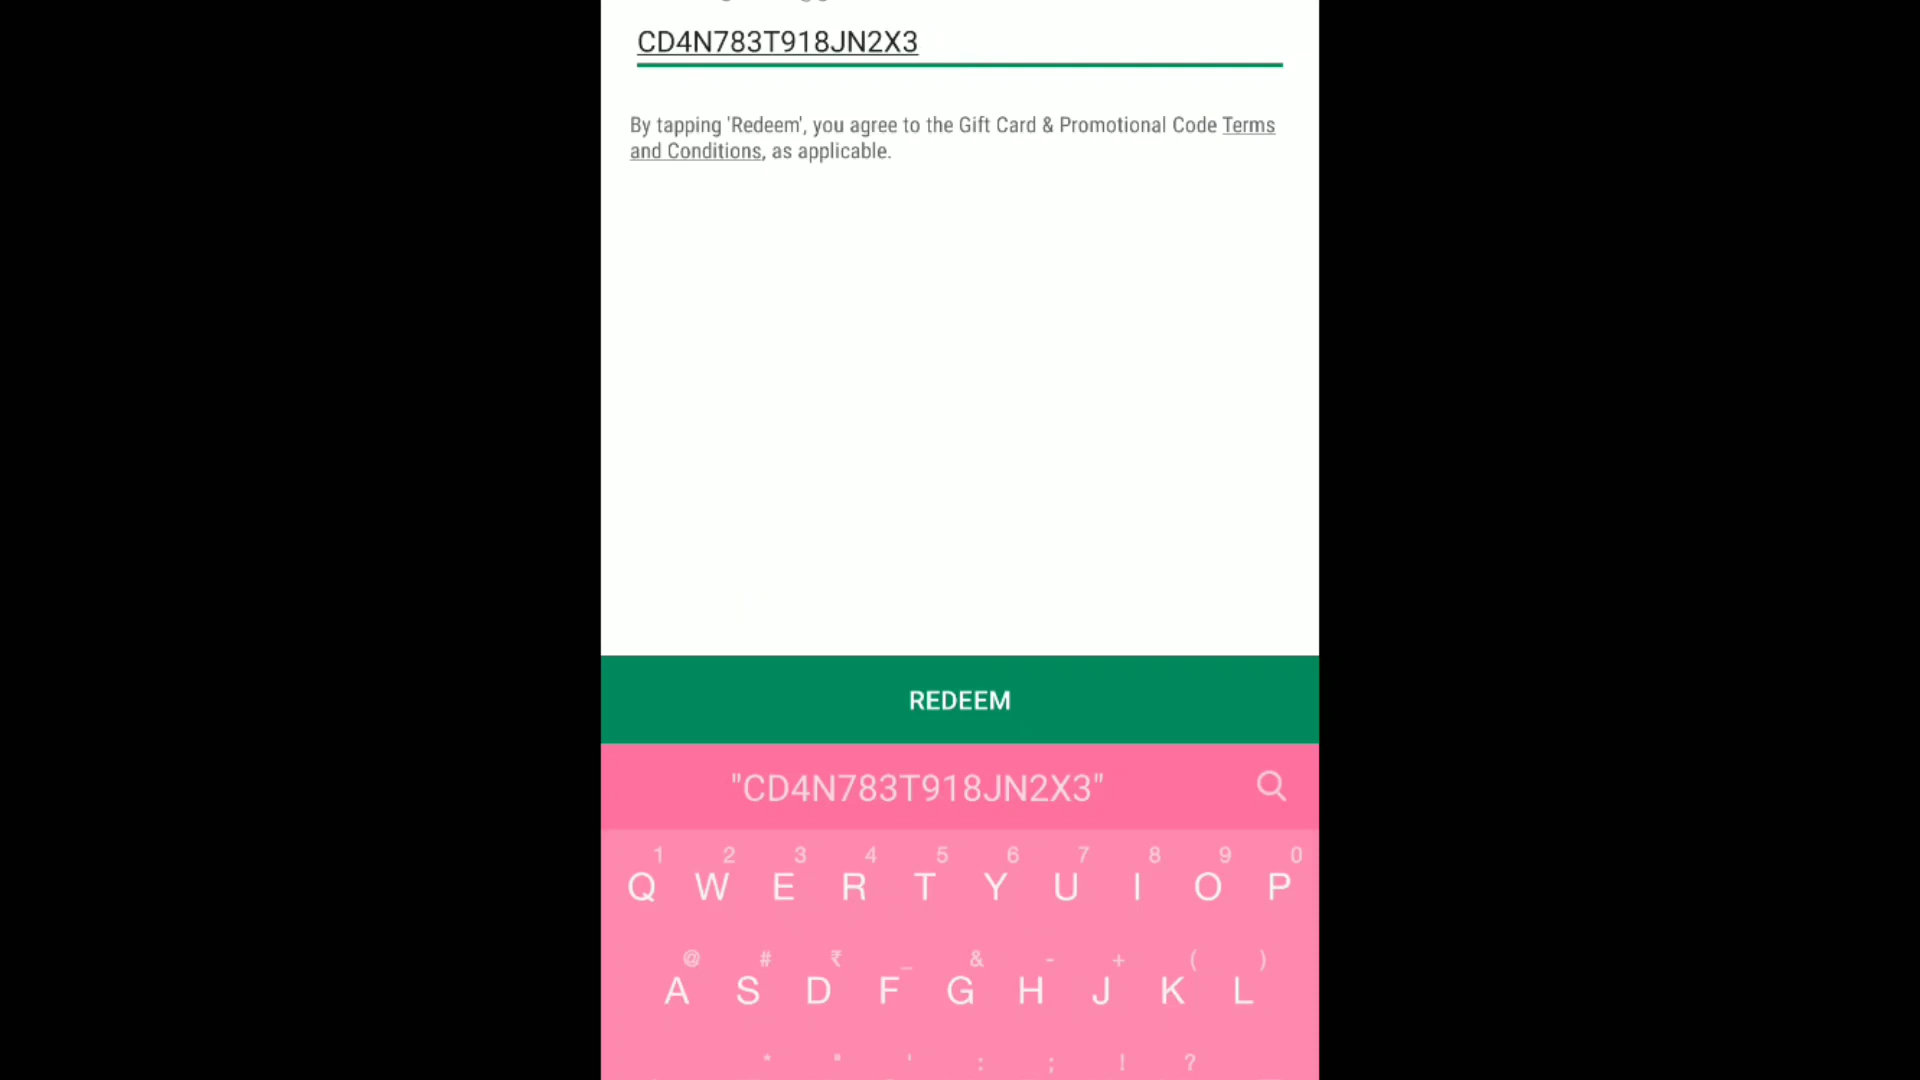 CD4N783T918JN2X3
By tapping 'Redeem', you agree to the Gift Card & Promotional Code Terms
and Conditions, as applicable.
REDEEM
"CD4N783T918JN2X3"
1 2 3 4 5 6 7 8 9 0
Q W E R T Y U I O P
@ # ₹ _ & - + ( )
A S D F G H J K L
* " ' : ; ! ?